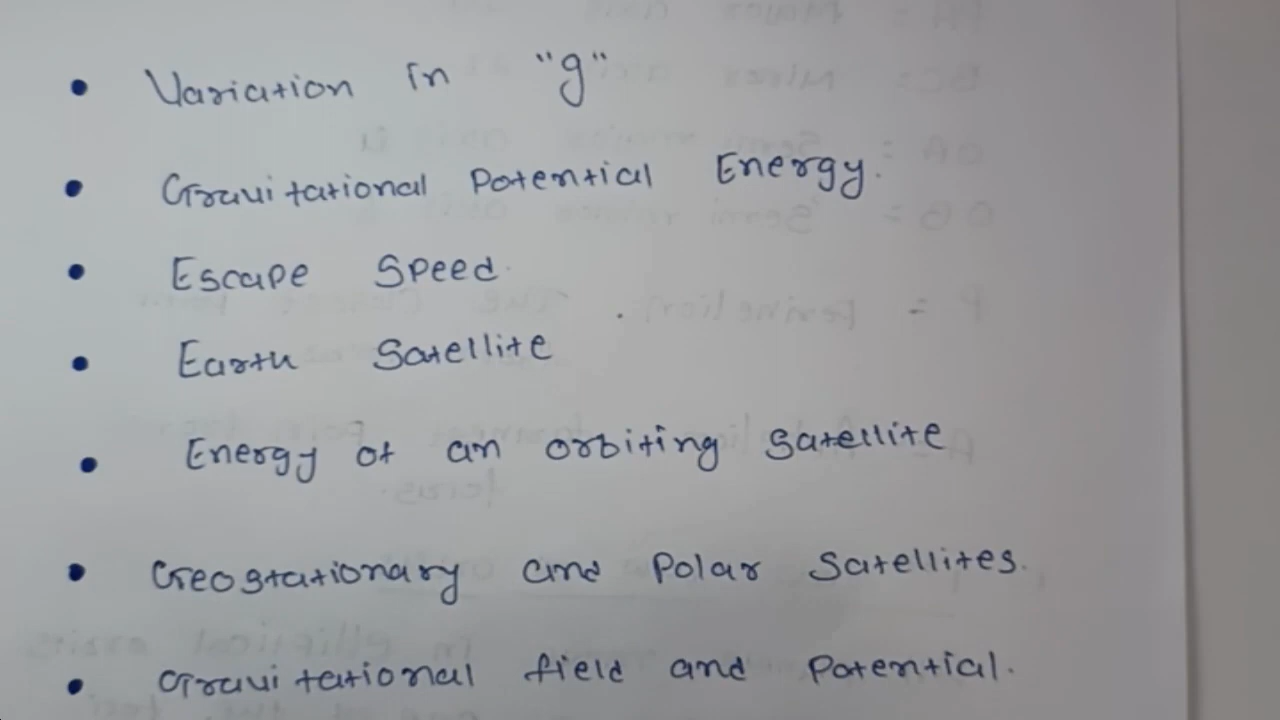 • Variation in "g"
• Gravitational Potential Energy.
• Escape Speed.
• Earth Satellite
• Energy of an orbiting satellite
• Geostationary and Polar Satellites.
• Gravitational field and Potential.